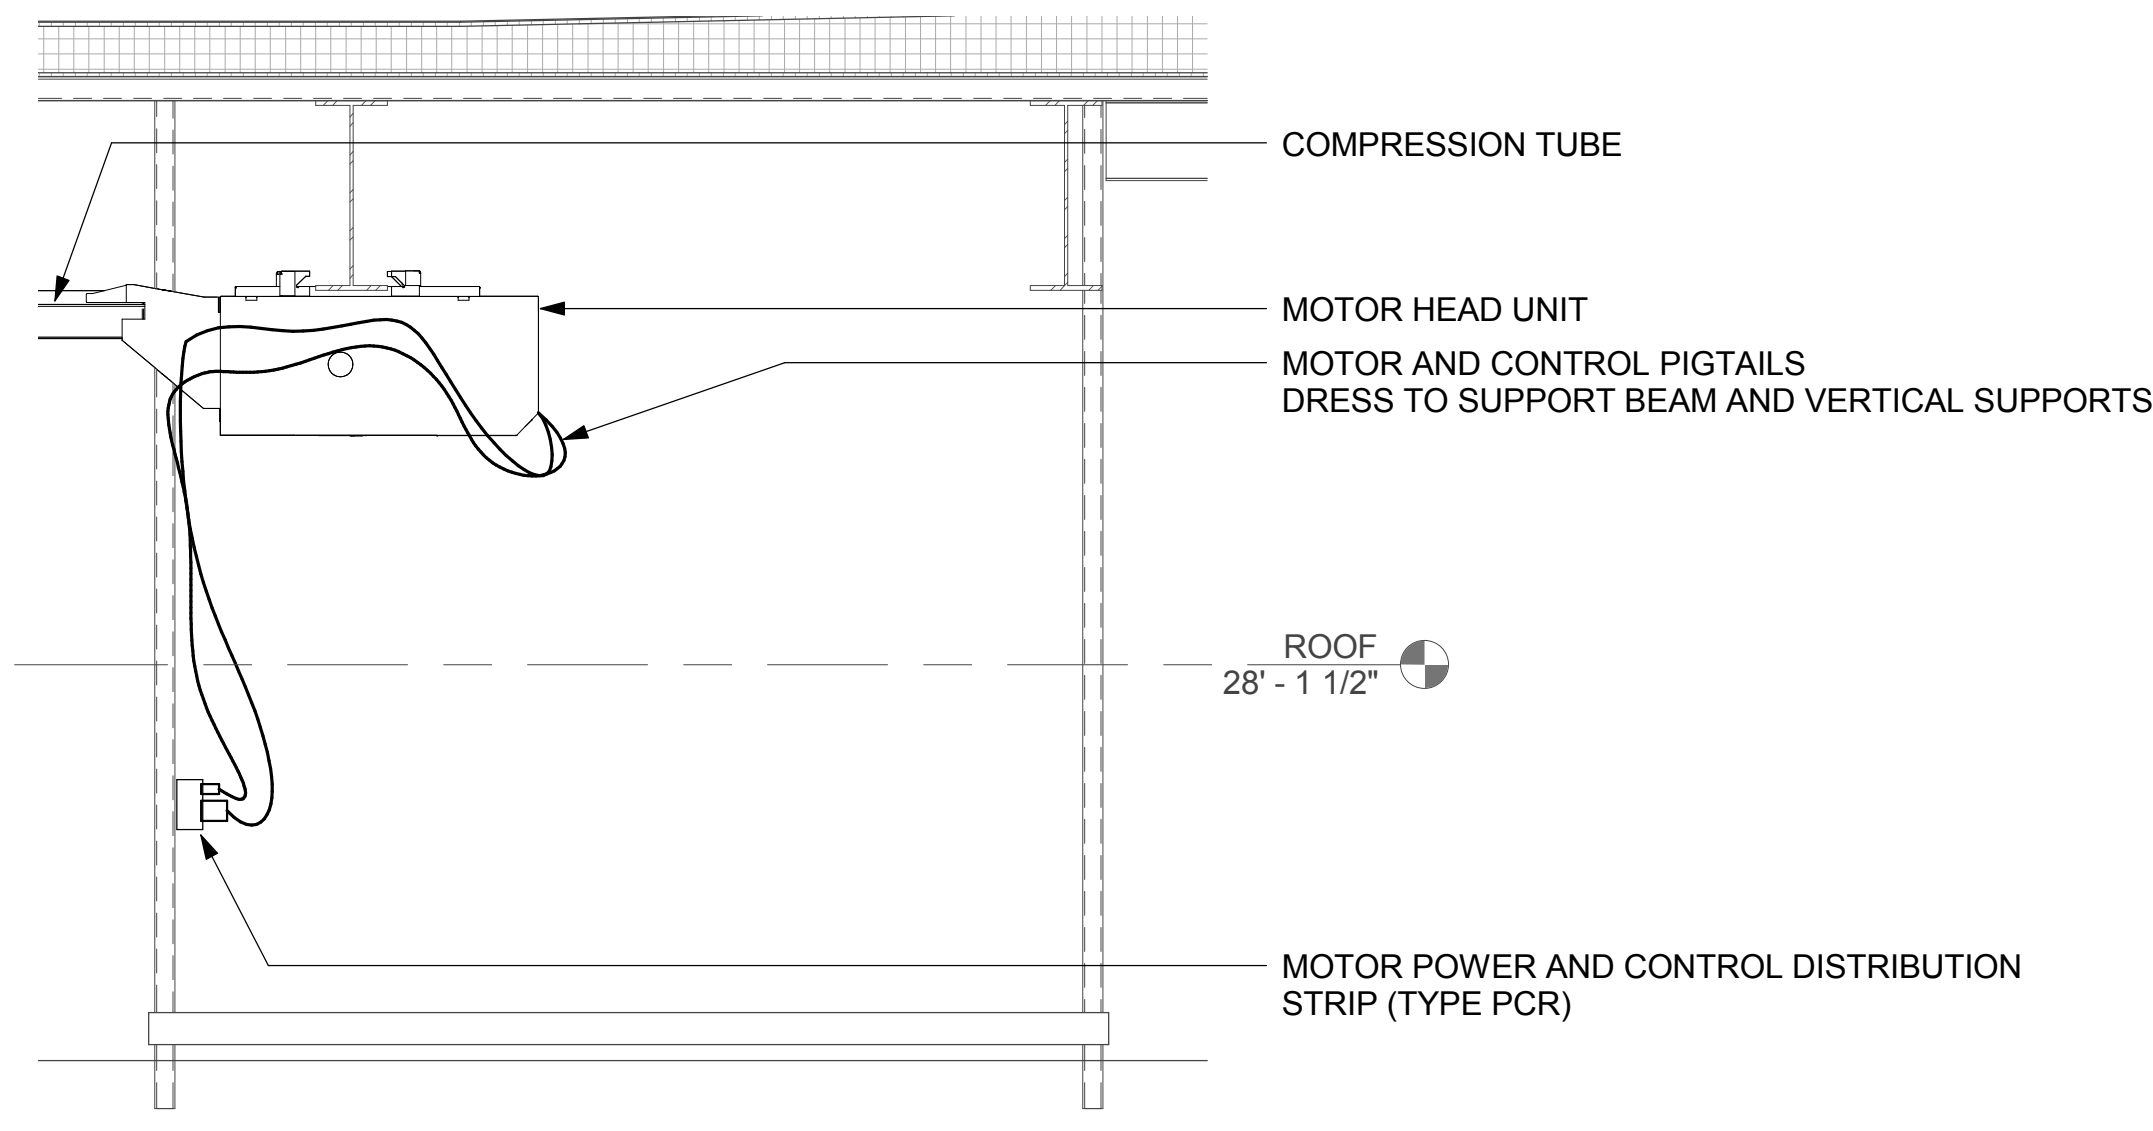 COMPRESSION TUBE
MOTOR HEAD UNIT
MOTOR AND CONTROL PIGTAILS
DRESS TO SUPPORT BEAM AND VERTICAL SUPPORTS
ROOF
28' - 1 1/2"
MOTOR POWER AND CONTROL DISTRIBUTION
STRIP (TYPE PCR)